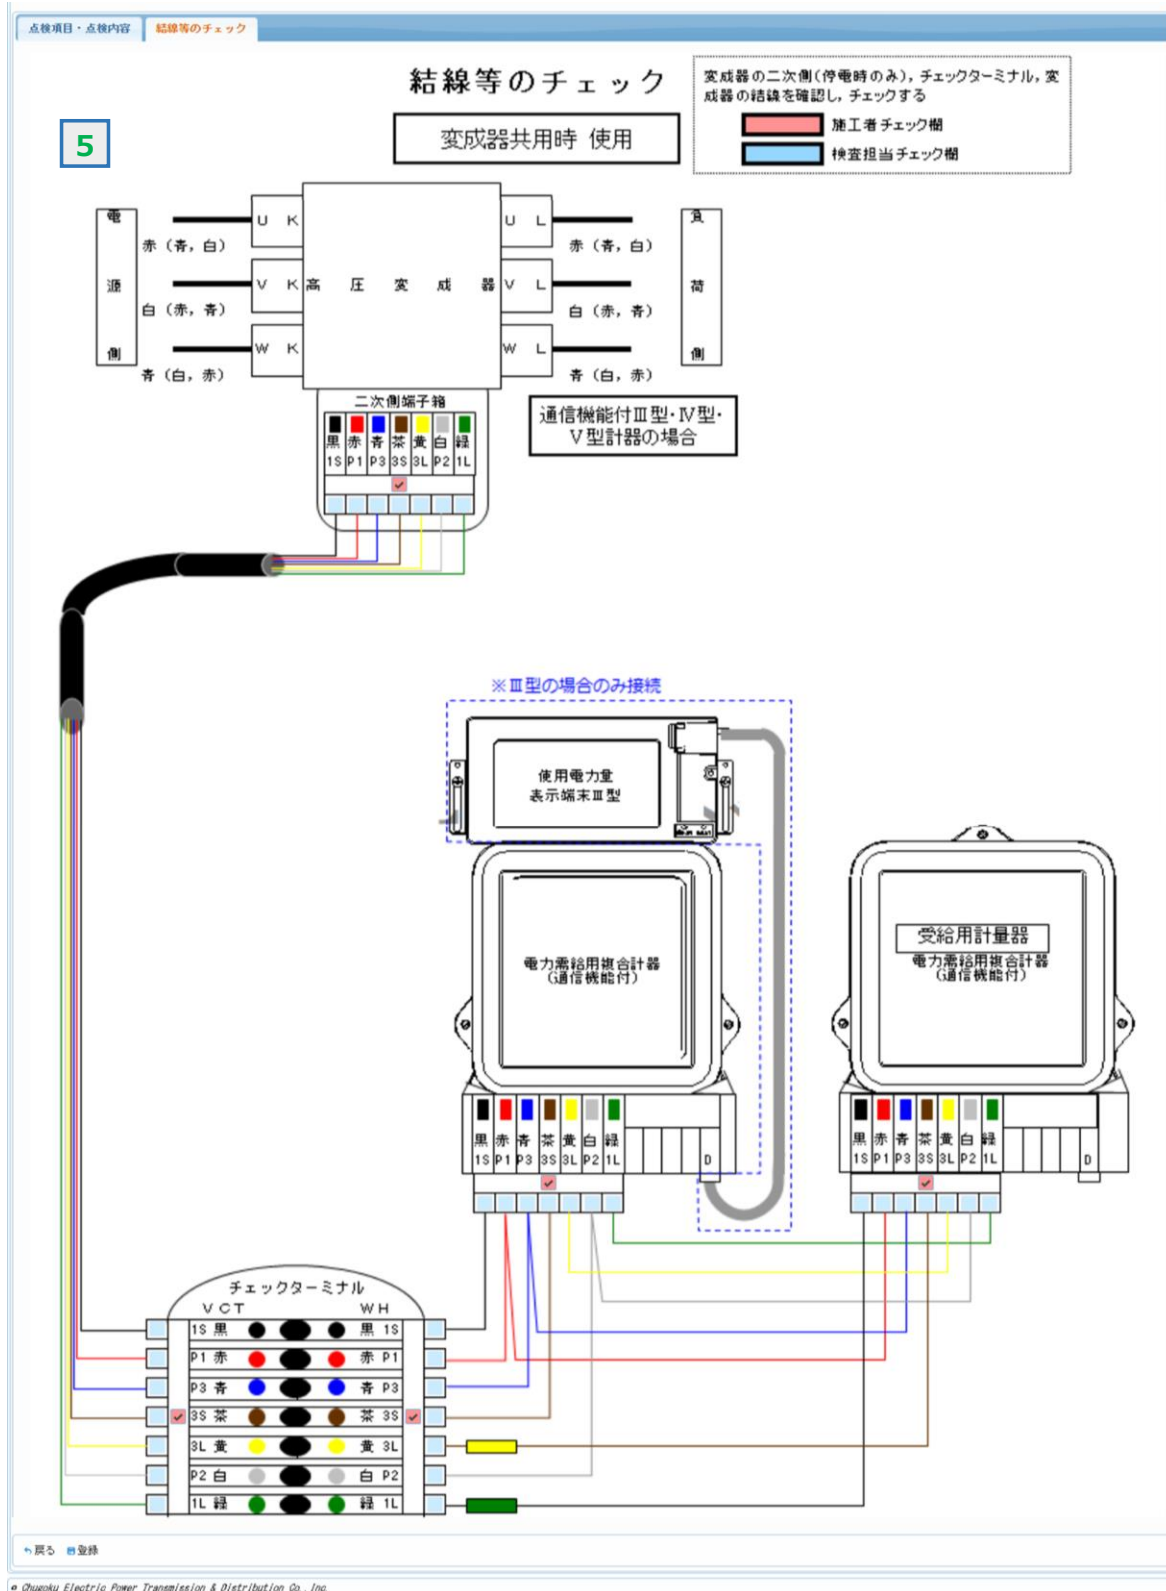 点検項目・点検内容 結線等のチェック
結線等のチェック
変成器の二次側(停電時のみ),チェックターミナル,変
成器の結線を確認し,チェックする
施工者チェック欄
検査担当チェック欄
5
変成器共用時 使用
電源側
負荷側
U K
U L
赤(青,白)
赤(青,白)
V K
高圧変成器
V L
白(赤,青)
白(赤,青)
W K
W L
青(白,赤)
青(白,赤)
二次側端子箱
黒 赤 青 茶 黄 白 緑
1S P1 P3 3S 3L P2 1L
通信機能付Ⅲ型・Ⅳ型・
Ⅴ型計器の場合
※Ⅲ型の場合のみ接続
使用電力量
表示端末Ⅲ型
電力需給用複合計器
(通信機能付)
受給用計量器
電力需給用複合計器
(通信機能付)
黒 赤 青 茶 黄 白 緑
1S P1 P3 3S 3L P2 1L D
黒 赤 青 茶 黄 白 緑
1S P1 P3 3S 3L P2 1L D
チェックターミナル
VCT WH
1S 黒 黒 1S
P1 赤 赤 P1
P3 青 青 P3
3S 茶 茶 3S
3L 黄 黄 3L
P2 白 白 P2
1L 緑 緑 1L
戻る 登録
© Chugoku Electric Power Transmission & Distribution Co., Inc.